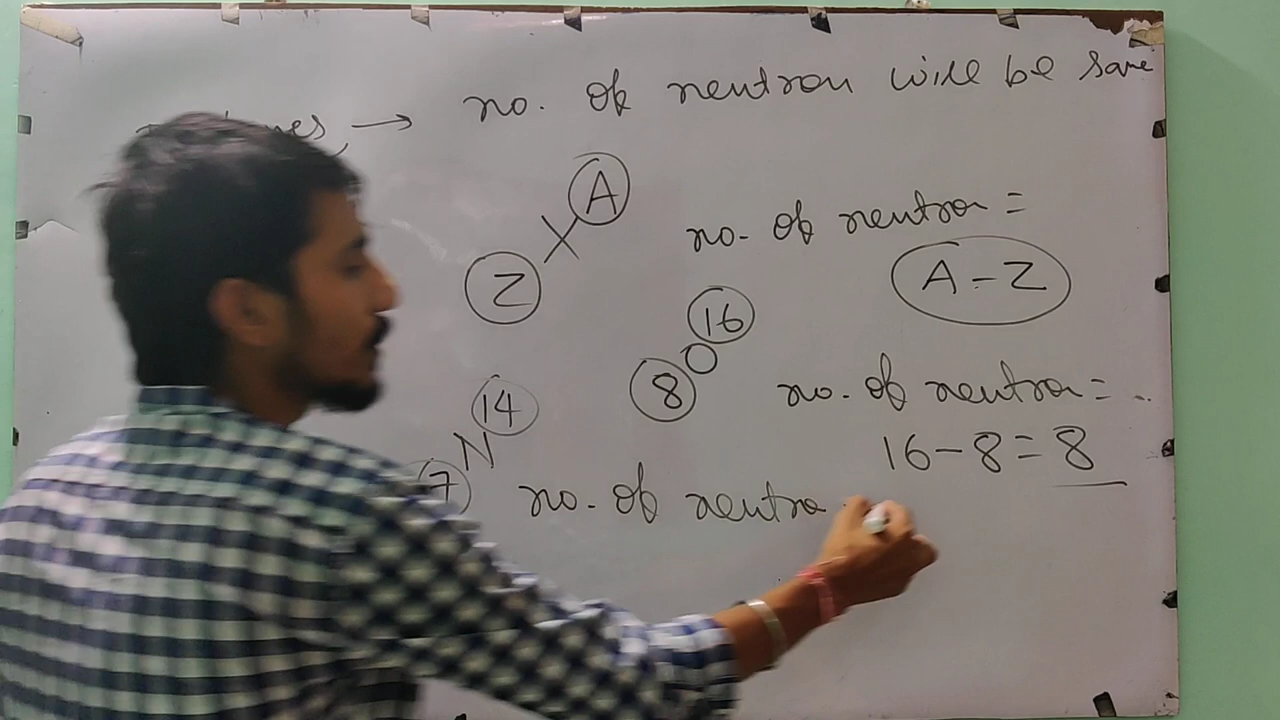 → no. of neutron will be same
A
X
Z
no. of neutron =
A - Z
16
O
8
no. of neutron = ..
16 - 8 = 8
14
N
7
no. of neutro